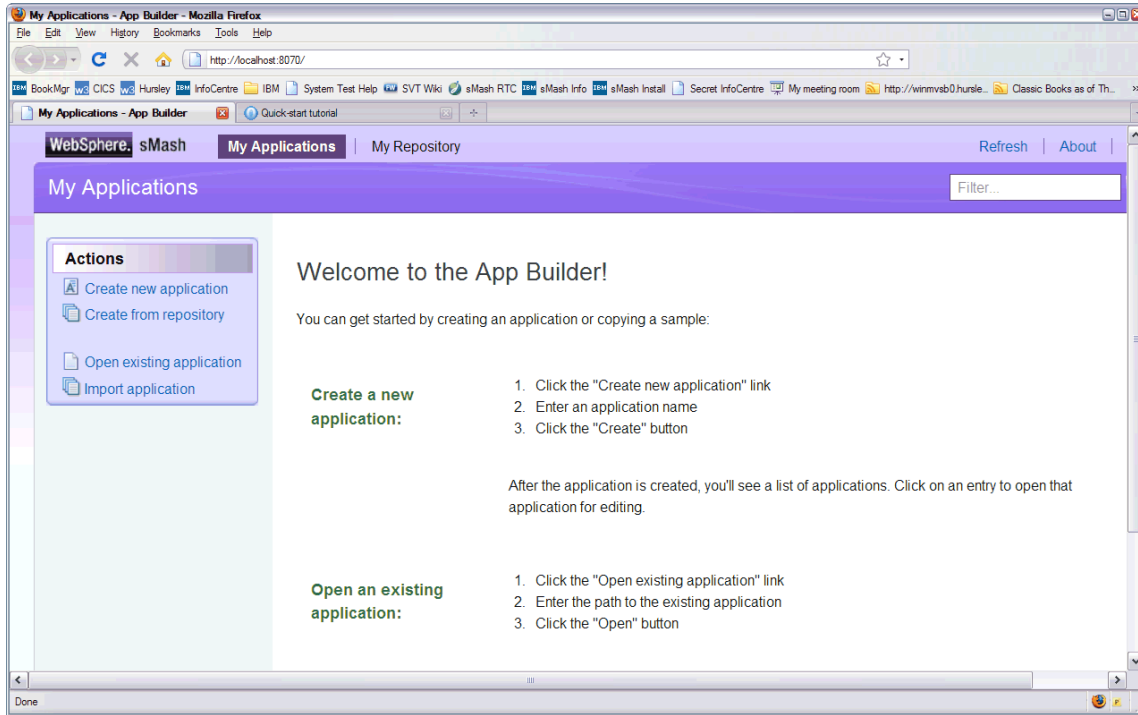 My Applications - App Builder - Mozilla Firefox
File Edit View History Bookmarks Tools Help
http://localhost:8070/
IBM BookMgr w3 CICS w3 Hursley IBM InfoCentre IBM System Test Help SVT Wiki sMash RTC IBM sMash Info IBM sMash Install Secret InfoCentre My meeting room http://winmvsb0.hursle... Classic Books as of Th... »
My Applications - App Builder Quick-start tutorial
WebSphere. sMash My Applications My Repository Refresh About
My Applications Filter...
Actions
Create new application
Create from repository
Open existing application
Import application
Welcome to the App Builder!
You can get started by creating an application or copying a sample:
Create a new
application:
1. Click the "Create new application" link
2. Enter an application name
3. Click the "Create" button
After the application is created, you'll see a list of applications. Click on an entry to open that
application for editing.
Open an existing
application:
1. Click the "Open existing application" link
2. Enter the path to the existing application
3. Click the "Open" button
Done